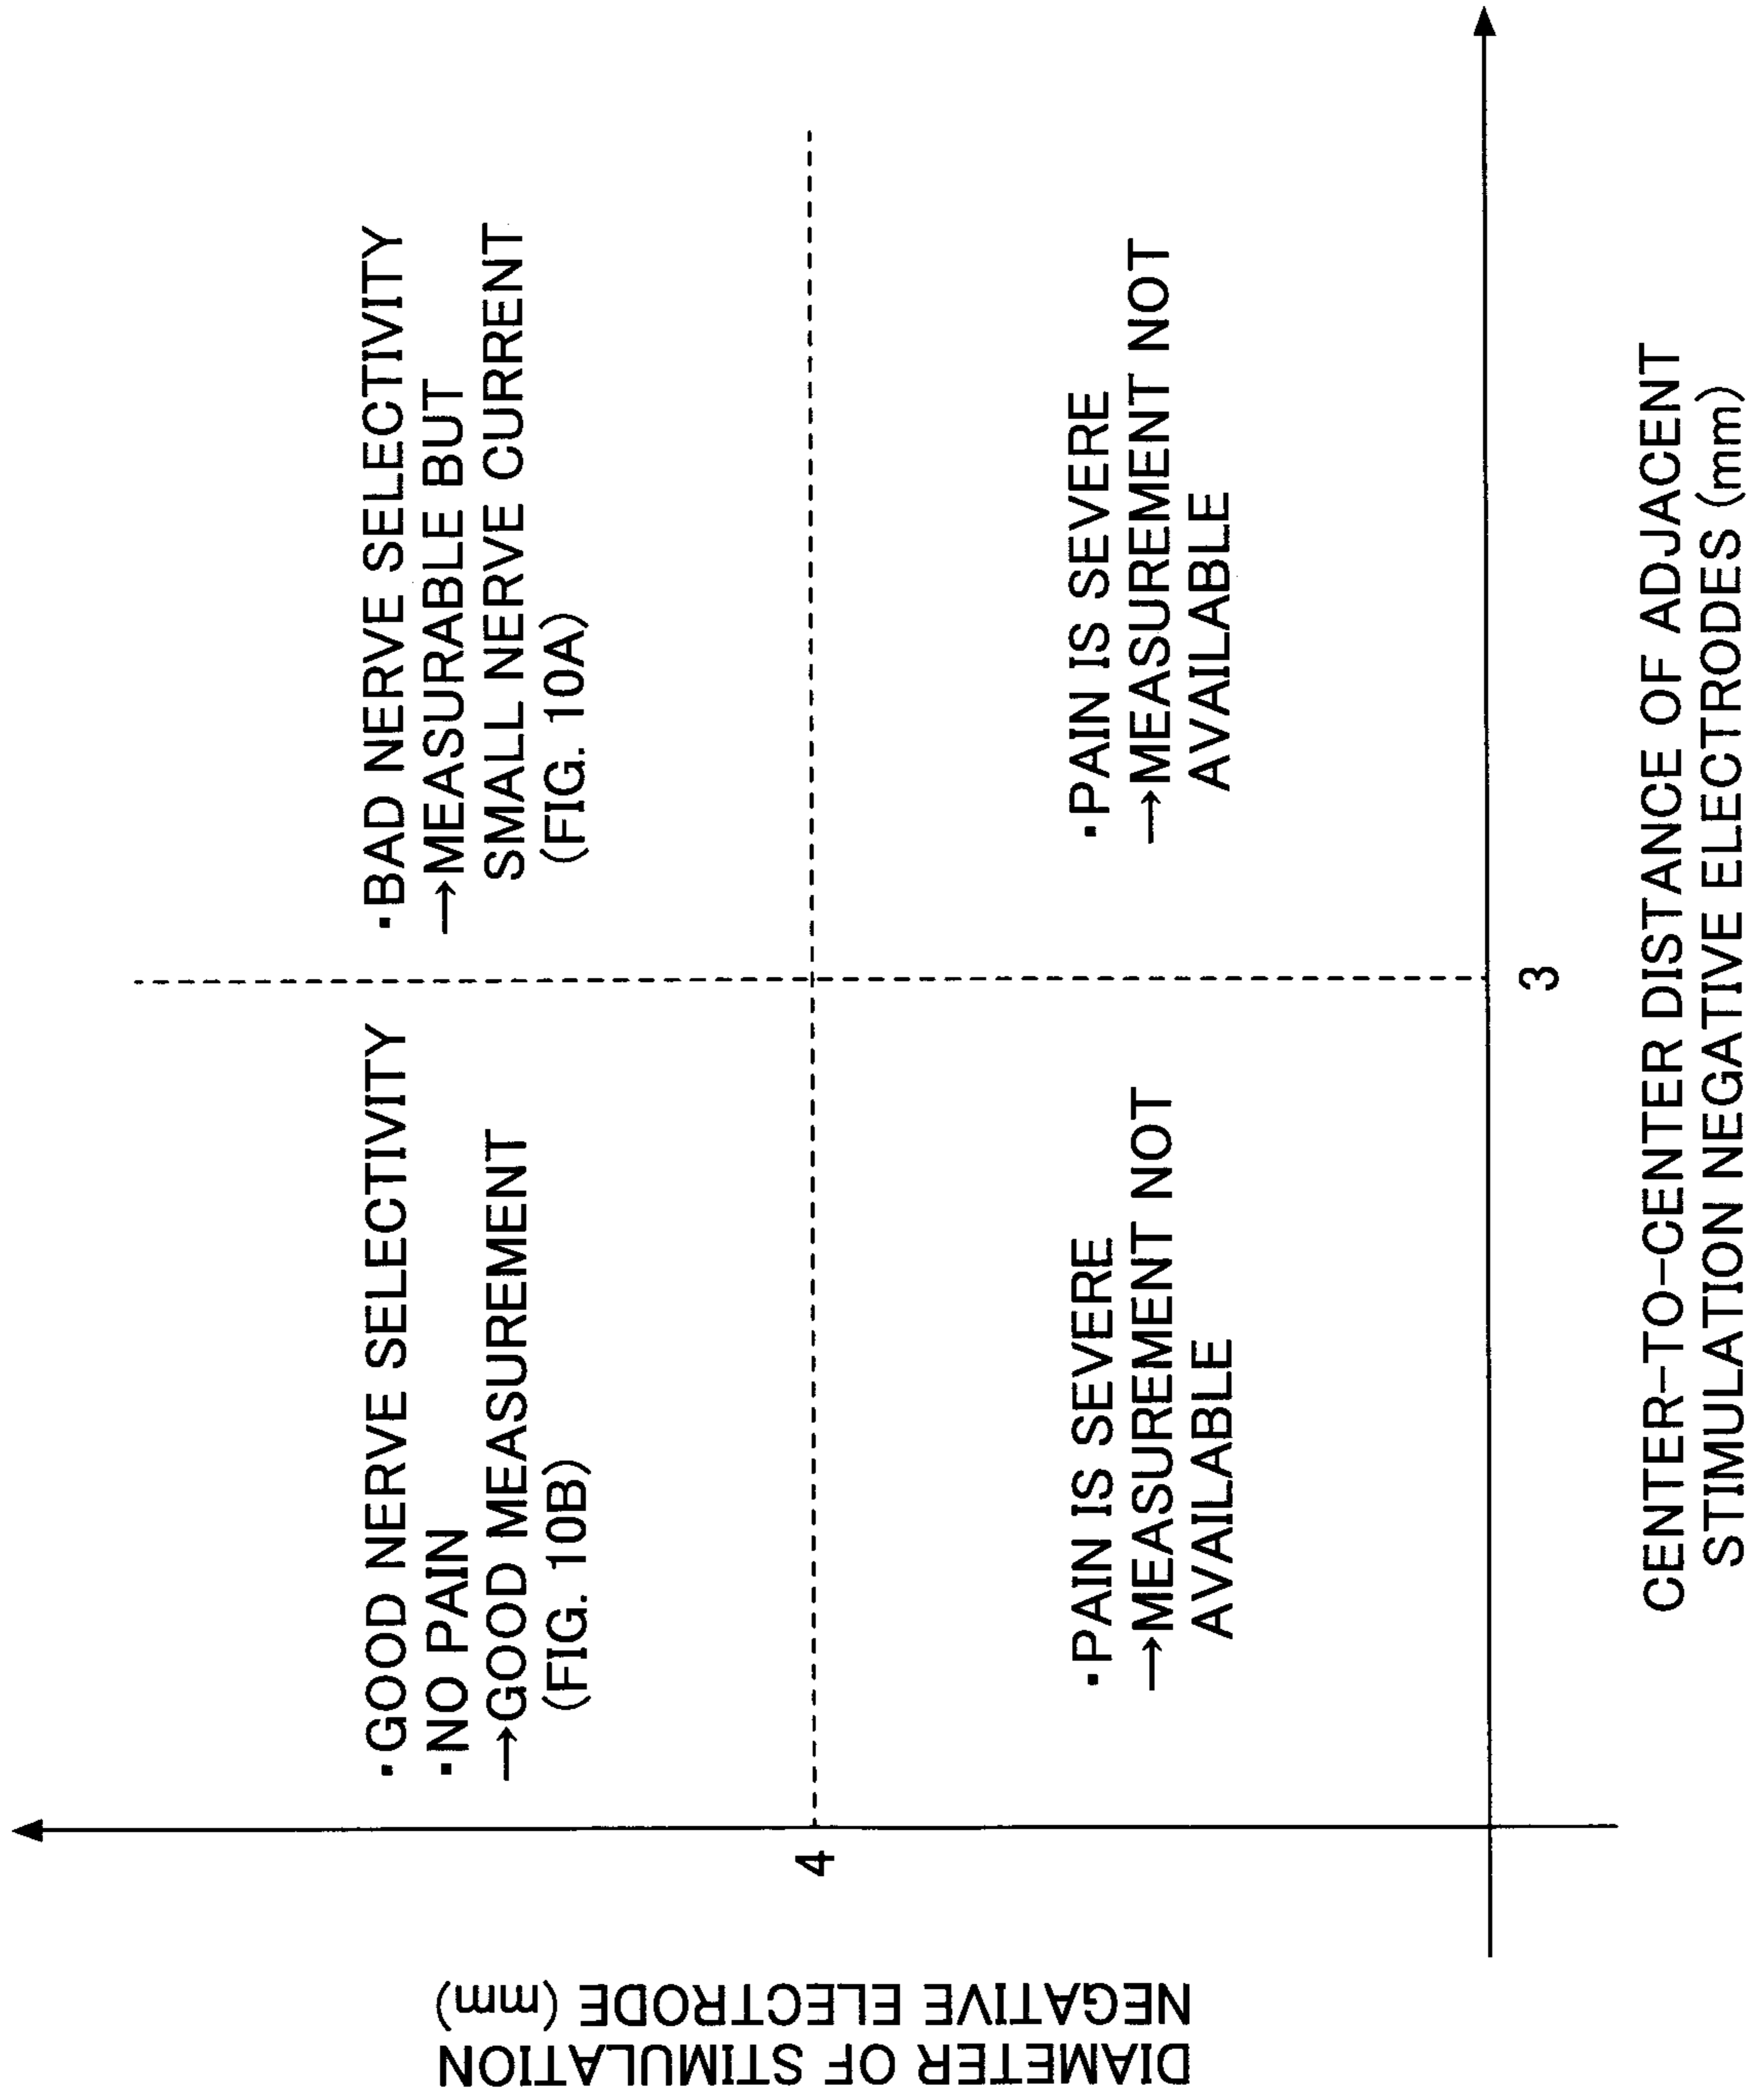 DIAMETER OF STIMULATION
NEGATIVE ELECTRODE (mm)
4
・GOOD NERVE SELECTIVITY
・NO PAIN
→GOOD MEASUREMENT
(FIG. 10B)
・BAD NERVE SELECTIVITY
→MEASURABLE BUT
SMALL NERVE CURRENT
(FIG. 10A)
・PAIN IS SEVERE
→MEASUREMENT NOT
AVAILABLE
・PAIN IS SEVERE
→MEASUREMENT NOT
AVAILABLE
3
CENTER-TO-CENTER DISTANCE OF ADJACENT
STIMULATION NEGATIVE ELECTRODES (mm)